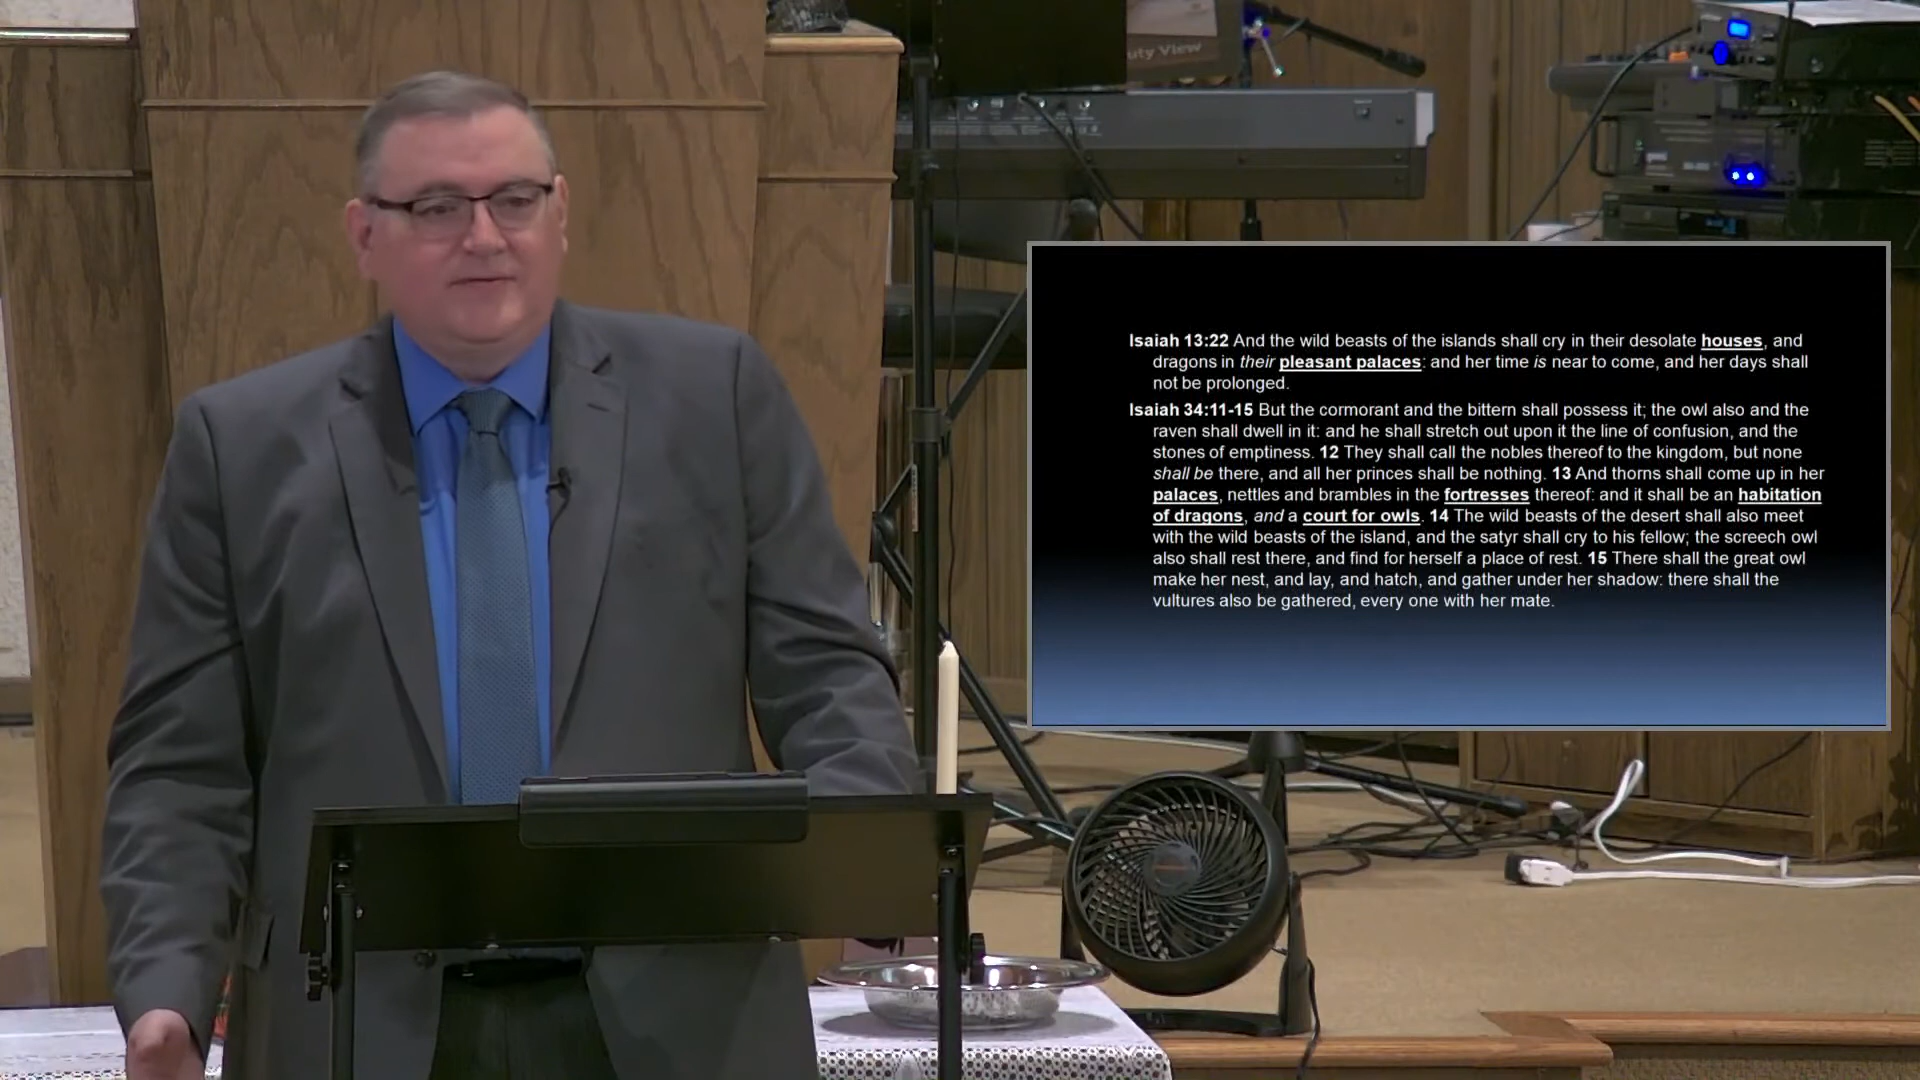 uty View
Isaiah 13:22 And the wild beasts of the islands shall cry in their desolate houses, and
dragons in their pleasant palaces: and her time is near to come, and her days shall
not be prolonged.
Isaiah 34:11-15 But the cormorant and the bittern shall possess it; the owl also and the
raven shall dwell in it: and he shall stretch out upon it the line of confusion, and the
stones of emptiness. 12 They shall call the nobles thereof to the kingdom, but none
shall be there, and all her princes shall be nothing. 13 And thorns shall come up in her
palaces, nettles and brambles in the fortresses thereof: and it shall be an habitation
of dragons, and a court for owls. 14 The wild beasts of the desert shall also meet
with the wild beasts of the island, and the satyr shall cry to his fellow; the screech owl
also shall rest there, and find for herself a place of rest. 15 There shall the great owl
make her nest, and lay, and hatch, and gather under her shadow: there shall the
vultures also be gathered, every one with her mate.